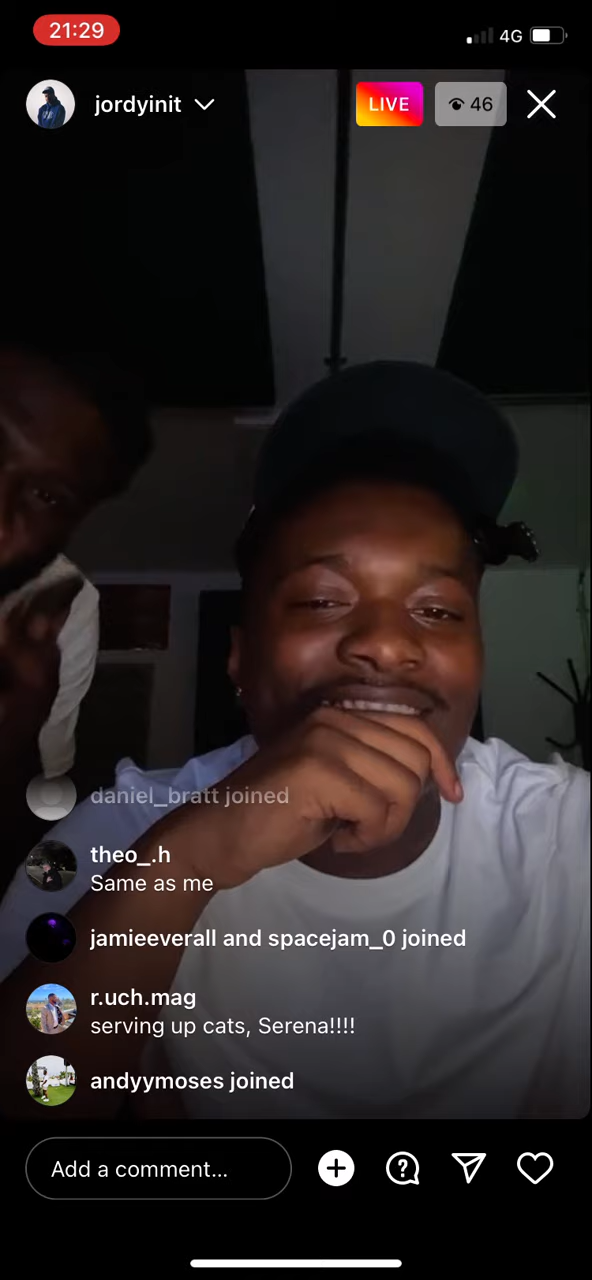 21:29
4G
jordyinit
LIVE
46
daniel_bratt joined
theo_.h
Same as me
jamieeverall and spacejam_0 joined
r.uch.mag
serving up cats, Serena!!!!
andyymoses joined
Add a comment...